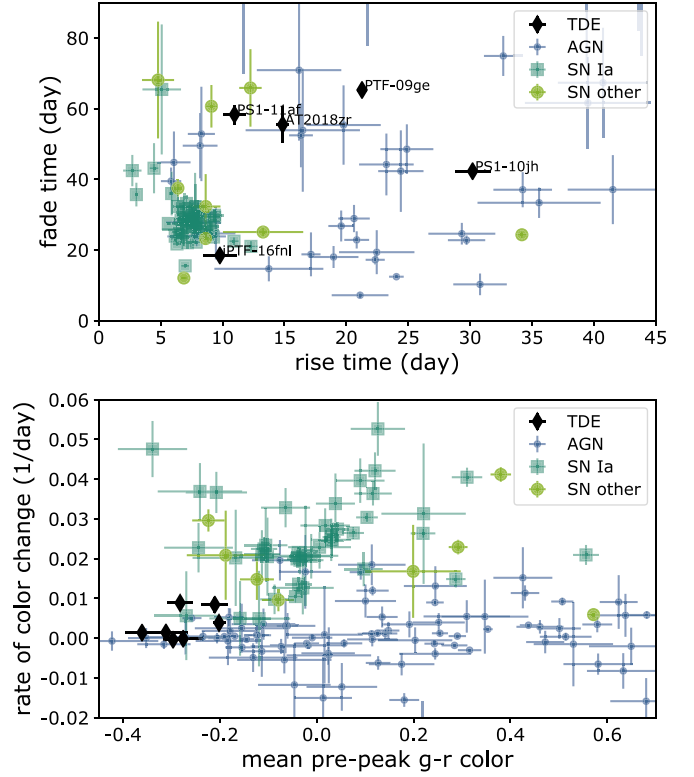 80
60
40
20
0
fade time (day)
TDE
AGN
SN Ia
SN other
PTF-09ge
PS1-11af
AT2018zr
PS1-10jh
iPTF-16fnl
0 5 10 15 20 25 30 35 40 45
rise time (day)
0.06
0.05
0.04
0.03
0.02
0.01
0.00
-0.01
-0.02
rate of color change (1/day)
TDE
AGN
SN Ia
SN other
-0.4 -0.2 0.0 0.2 0.4 0.6
mean pre-peak g-r color